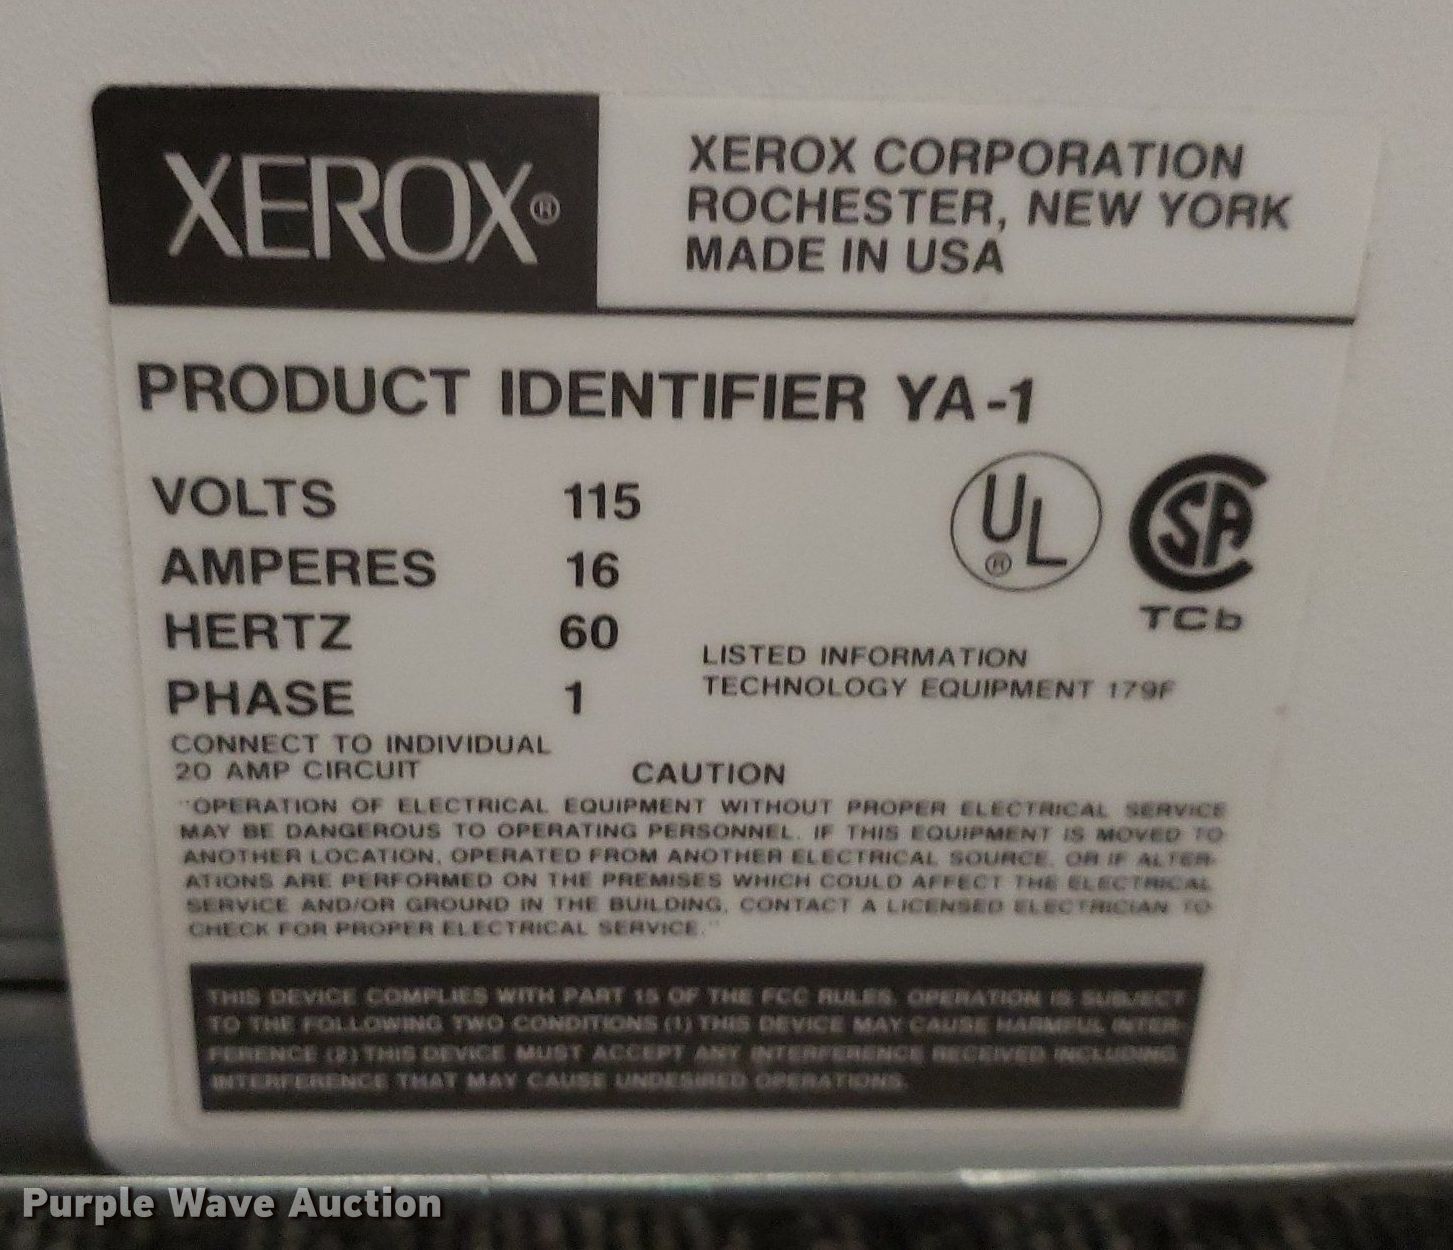 XEROX®
XEROX CORPORATION
ROCHESTER, NEW YORK
MADE IN USA
PRODUCT IDENTIFIER YA-1
VOLTS 115
AMPERES 16
HERTZ 60
PHASE 1
UL®
CSA
TCb
LISTED INFORMATION
TECHNOLOGY EQUIPMENT 179F
CONNECT TO INDIVIDUAL
20 AMP CIRCUIT
CAUTION
"OPERATION OF ELECTRICAL EQUIPMENT WITHOUT PROPER ELECTRICAL SERVICE
MAY BE DANGEROUS TO OPERATING PERSONNEL. IF THIS EQUIPMENT IS MOVED TO
ANOTHER LOCATION, OPERATED FROM ANOTHER ELECTRICAL SOURCE, OR IF ALTER-
ATIONS ARE PERFORMED ON THE PREMISES WHICH COULD AFFECT THE ELECTRICAL
SERVICE AND/OR GROUND IN THE BUILDING, CONTACT A LICENSED ELECTRICIAN TO
CHECK FOR PROPER ELECTRICAL SERVICE."
THIS DEVICE COMPLIES WITH PART 15 OF THE FCC RULES. OPERATION IS SUBJECT
TO THE FOLLOWING TWO CONDITIONS (1) THIS DEVICE MAY CAUSE HARMFUL INTER-
FERENCE (2) THIS DEVICE MUST ACCEPT ANY INTERFERENCE RECEIVED INCLUDING
INTERFERENCE THAT MAY CAUSE UNDESIRED OPERATIONS.
Purple Wave Auction